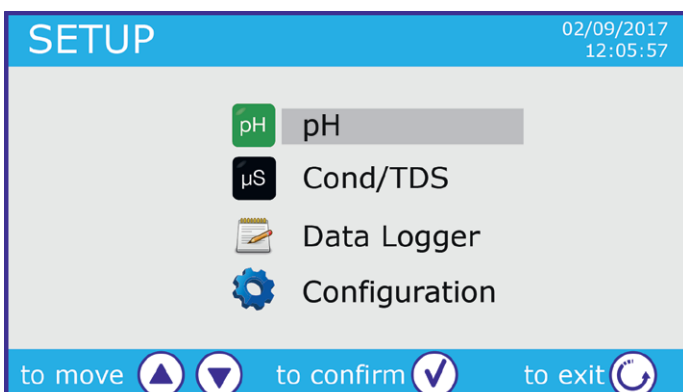 SETUP
02/09/2017
12:05:57
pH pH
µS Cond/TDS
Data Logger
Configuration
to move to confirm to exit